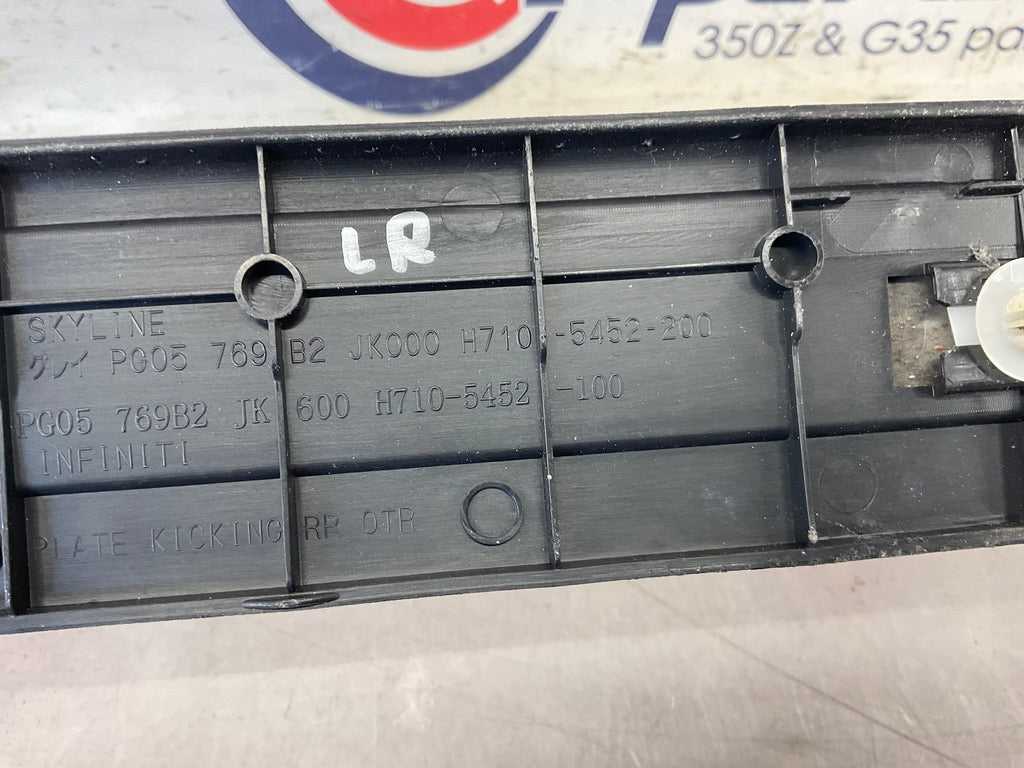 350Z & G35 pa
LR
SKYLINE
グレイ PG05 769 B2 JK000 H710 -5452-200
PG05 769B2 JK 600 H710-5452 -100
INFINITI
PLATE KICKING RR OTR